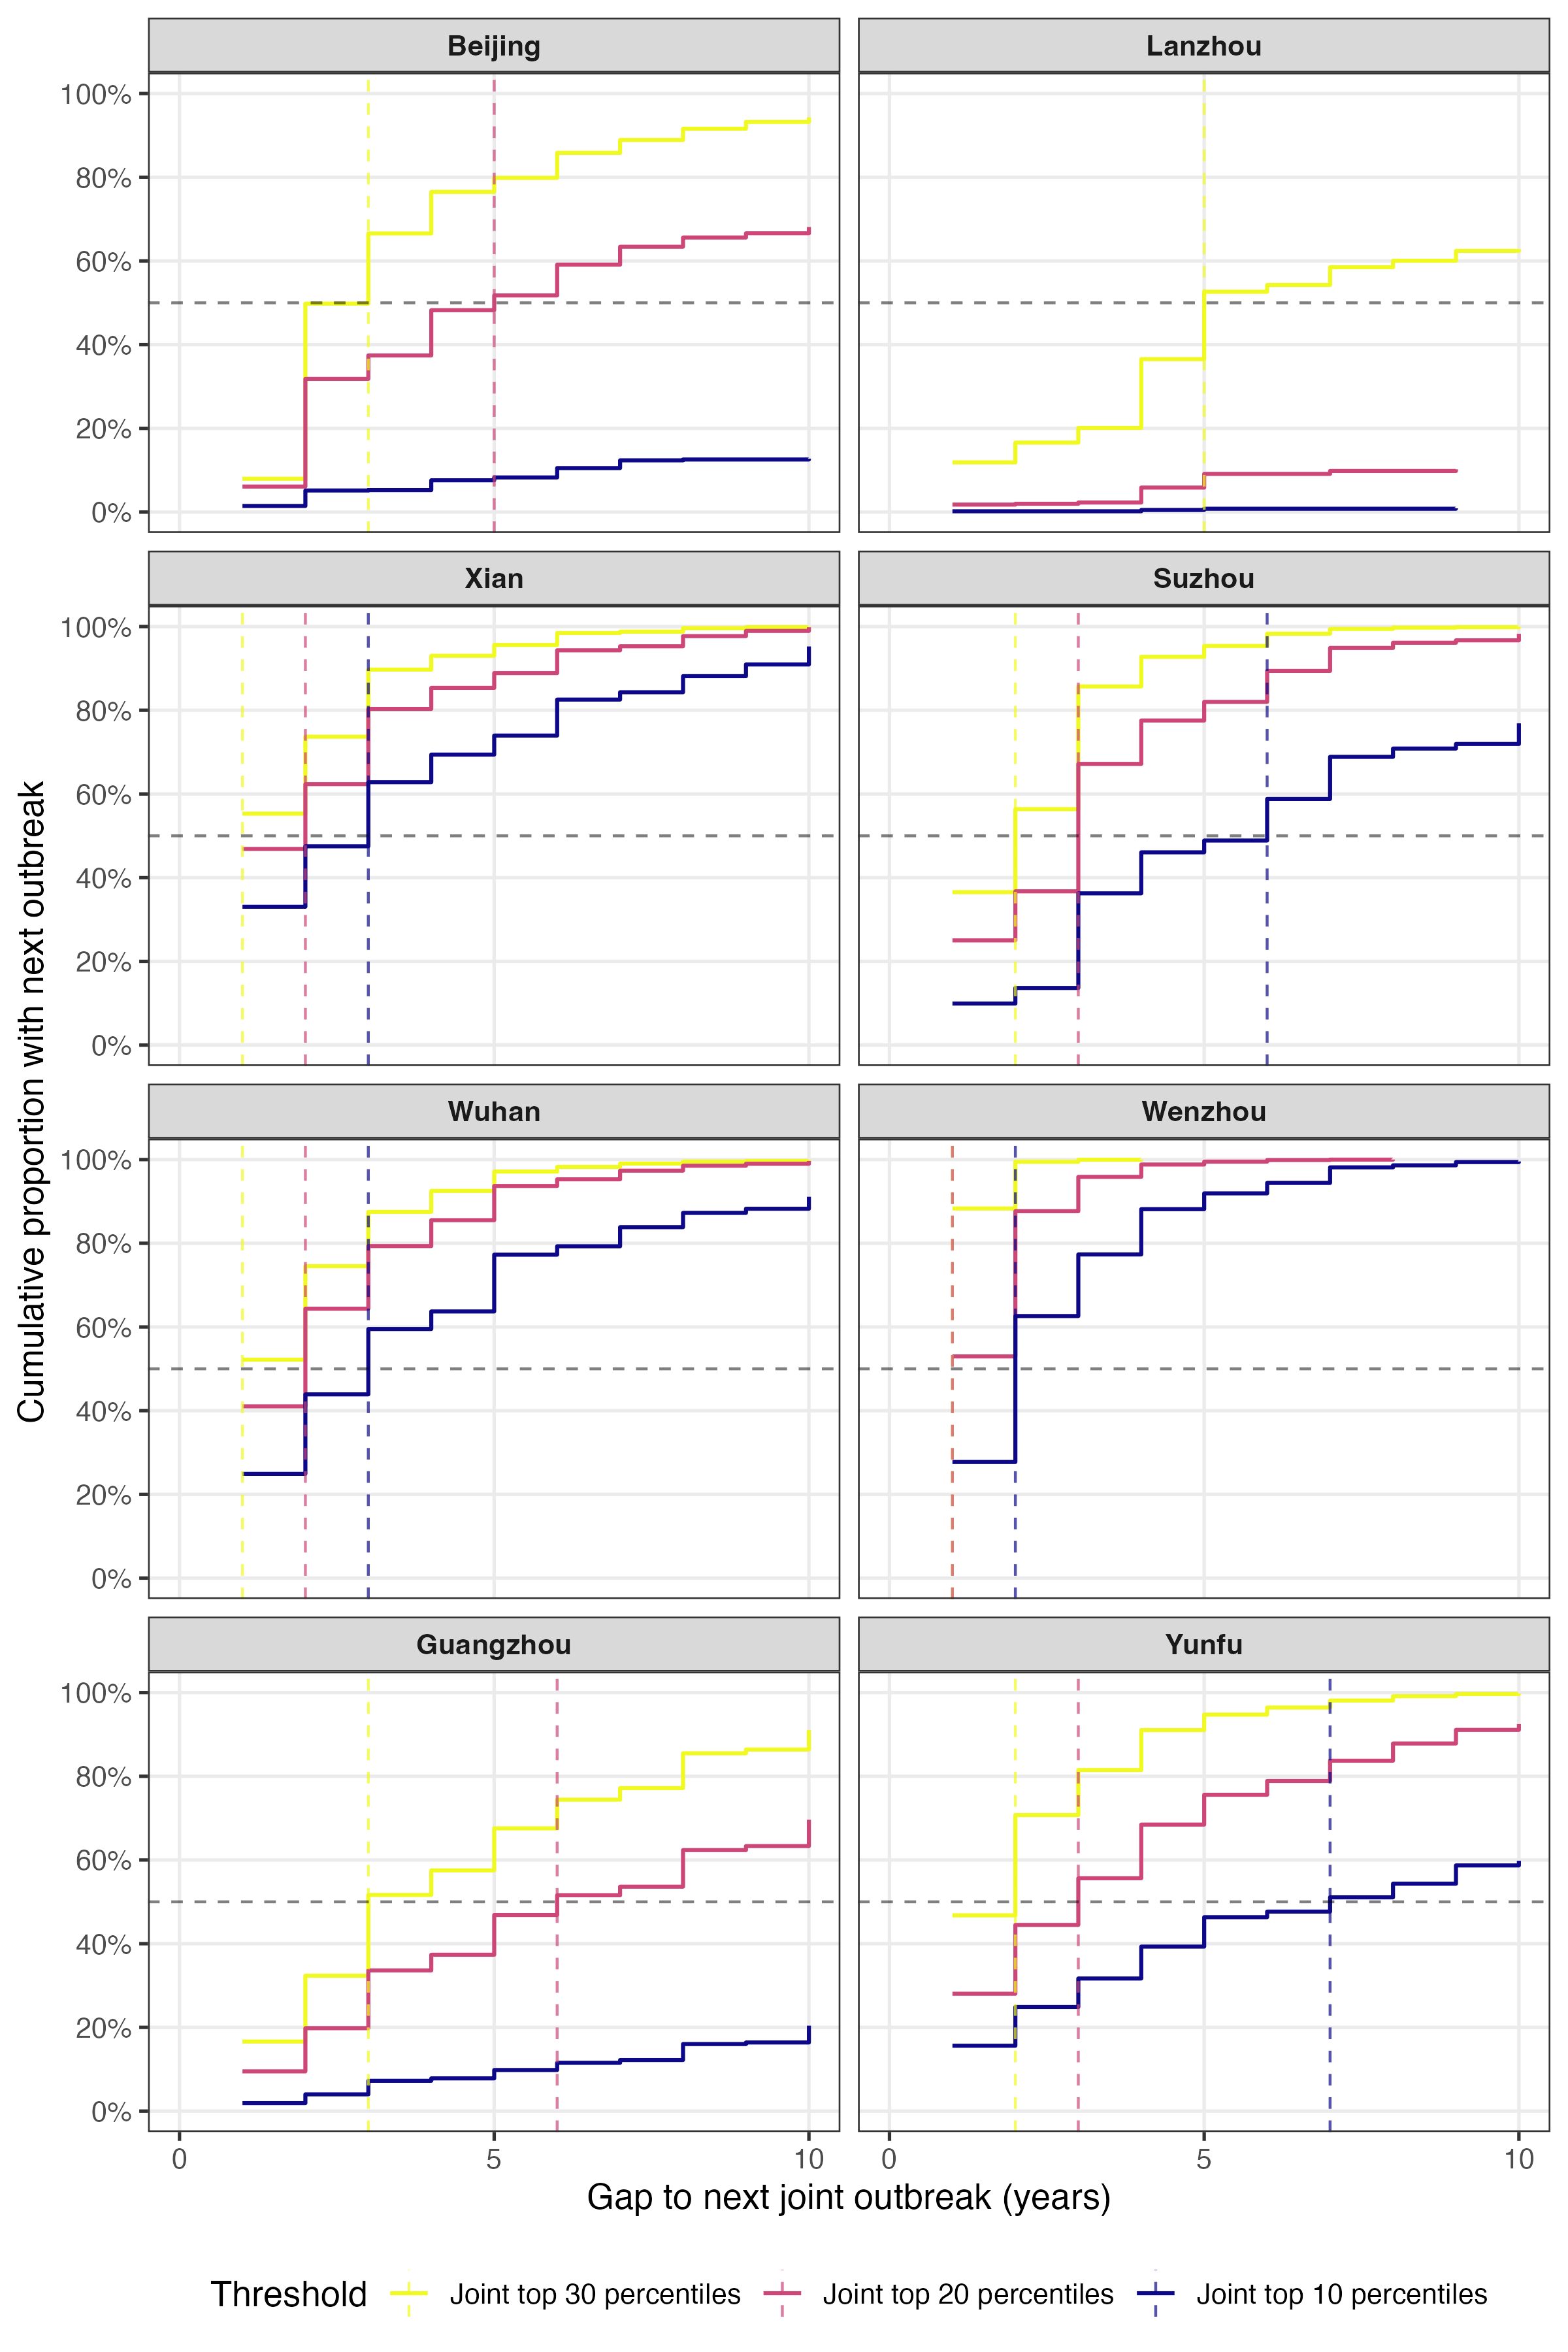 Beijing
Lanzhou
100%
80%
60%
40%
20%
0%
Xian
Suzhou
100%
80%
60%
40%
20%
0%
Wuhan
Wenzhou
100%
80%
60%
40%
20%
0%
Guangzhou
Yunfu
100%
80%
60%
40%
20%
0%
0 5 10
0 5 10
Cumulative proportion with next outbreak
Gap to next joint outbreak (years)
Threshold Joint top 30 percentiles Joint top 20 percentiles Joint top 10 percentiles